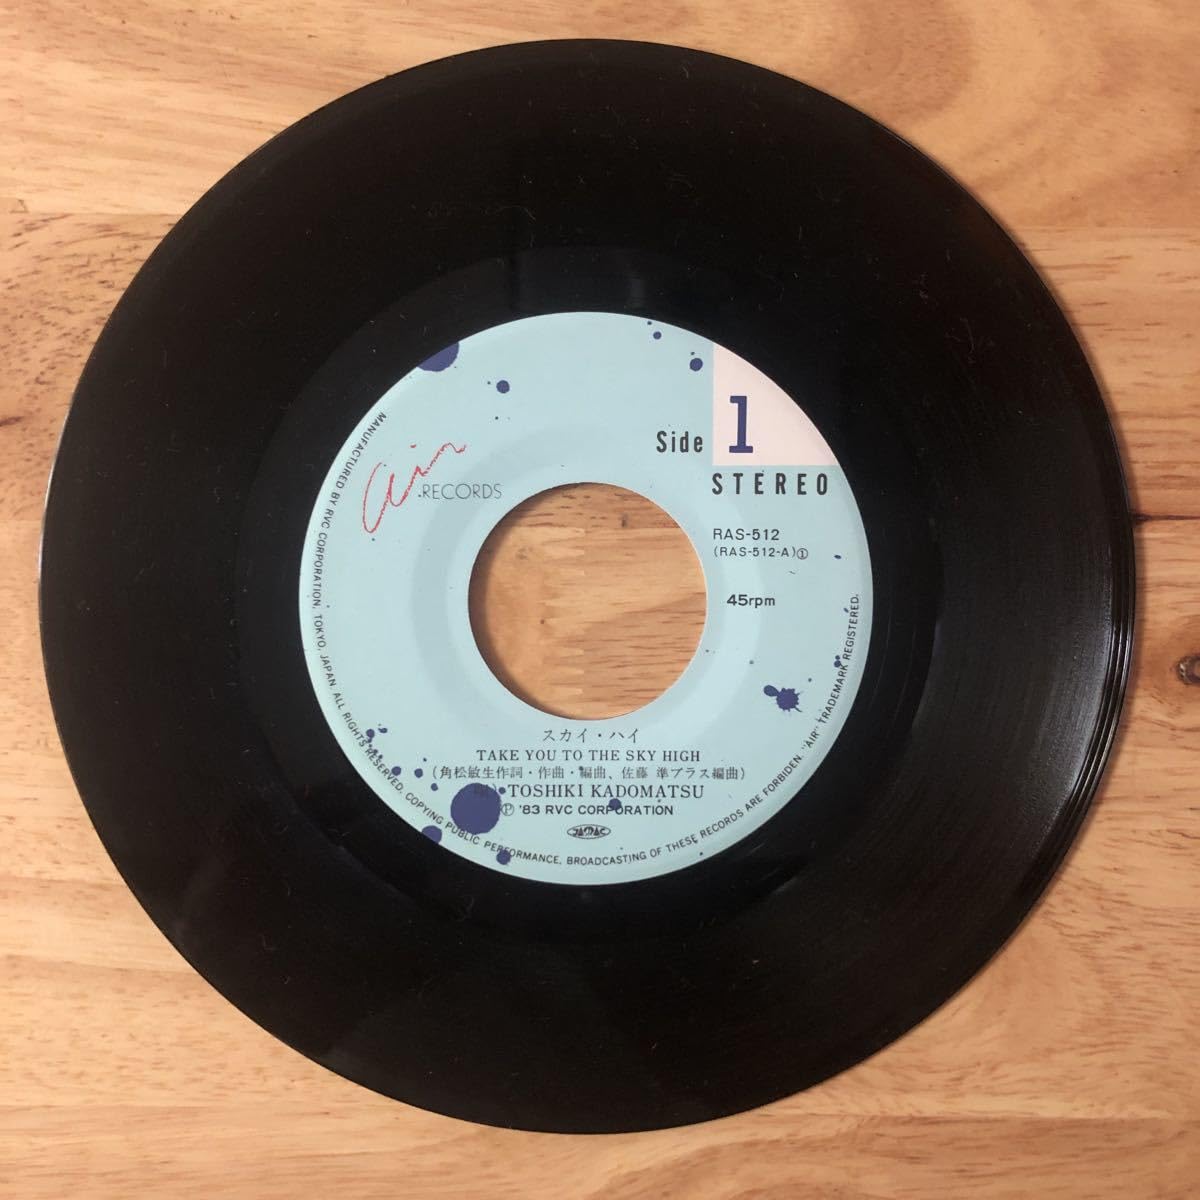 Air RECORDS
Side 1
STEREO
RAS-512
(RAS-512-A)①
45rpm
スカイ・ハイ
TAKE YOU TO THE SKY HIGH
(角松敏生作詞・作曲・編曲、佐藤 準ブラス編曲)
唄 TOSHIKI KADOMATSU
Ⓟ '83 RVC CORPORATION
JASRAC
MANUFACTURED BY RVC CORPORATION, TOKYO, JAPAN. ALL RIGHTS RESERVED. COPYING PUBLIC PERFORMANCE, BROADCASTING OF THESE RECORDS ARE FORBIDDEN. "AIR" TRADEMARK REGISTERED.